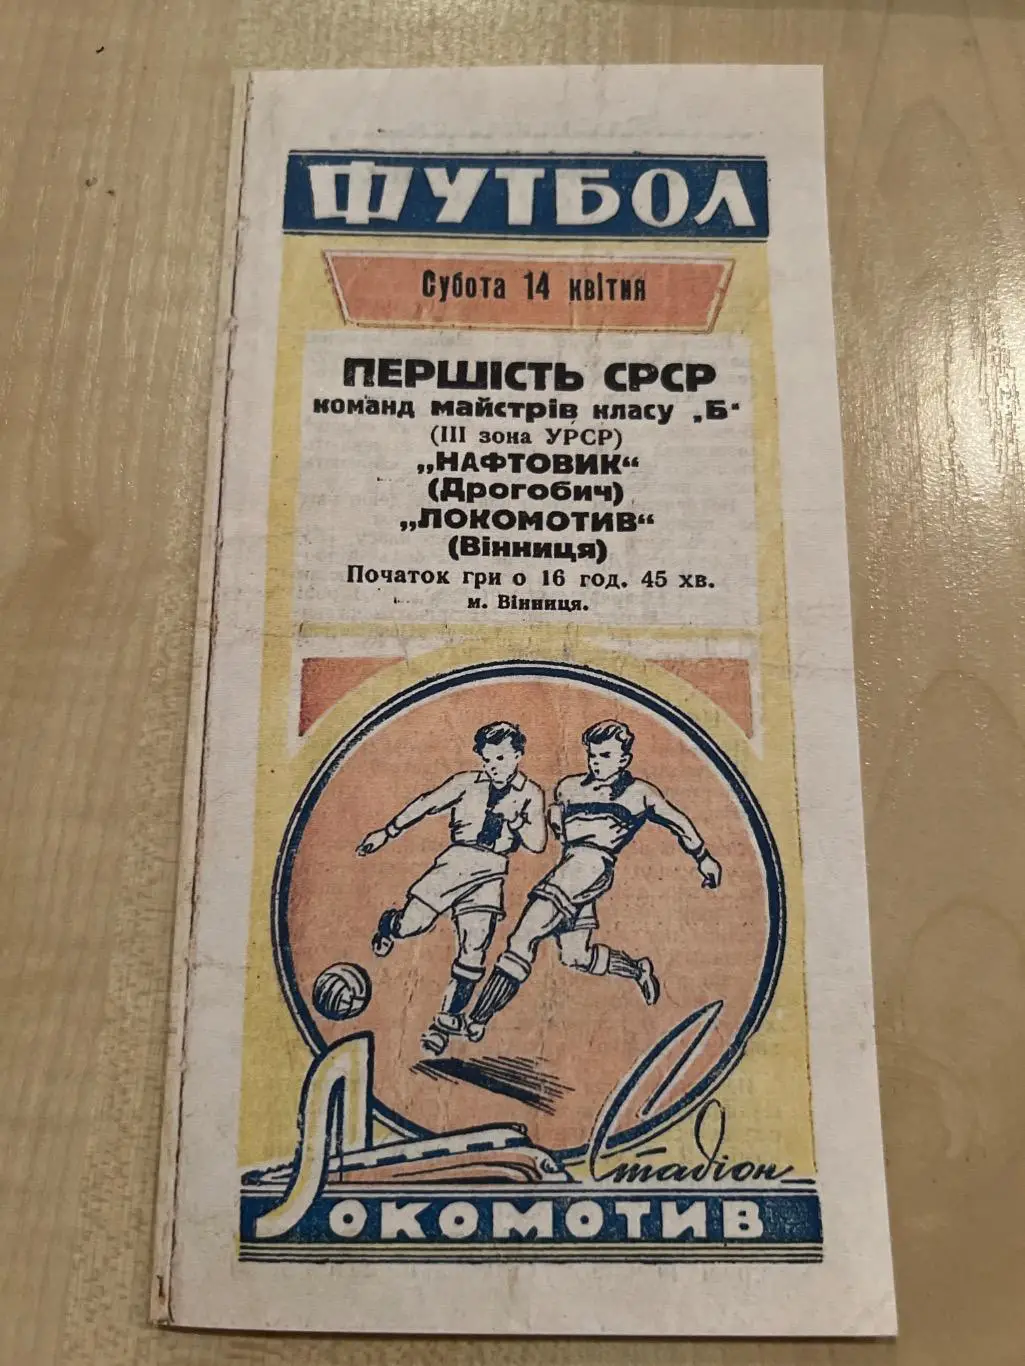 ФУТБОЛ
Субота 14 квітня
ПЕРШІСТЬ СРСР
команд майстрів класу „Б“
(III зона УРСР)
„НАФТОВИК“
(Дрогобич)
„ЛОКОМОТИВ“
(Вінниця)
Початок гри о 16 год. 45 хв.
м. Вінниця.
Стадіон
ЛОКОМОТИВ